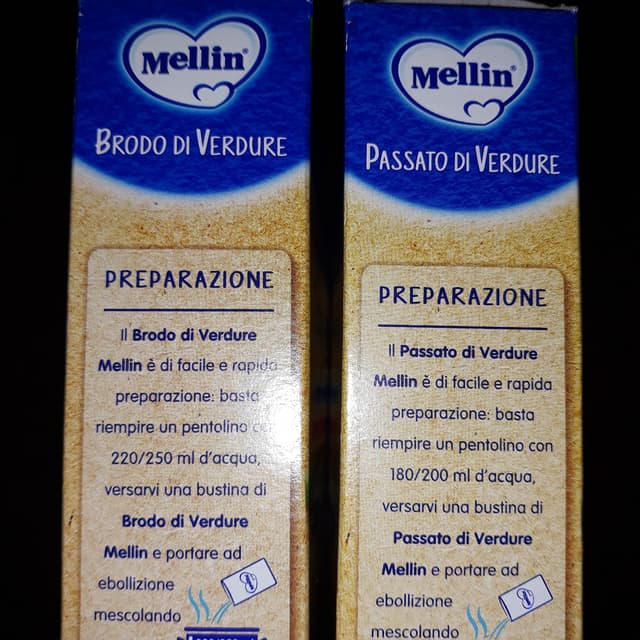 Mellin®
BRODO DI VERDURE
PREPARAZIONE
Il Brodo di Verdure
Mellin è di facile e rapida
preparazione: basta
riempire un pentolino con
220/250 ml d'acqua,
versarvi una bustina di
Brodo di Verdure
Mellin e portare ad
ebollizione
mescolando
Mellin®
PASSATO DI VERDURE
PREPARAZIONE
Il Passato di Verdure
Mellin è di facile e rapida
preparazione: basta
riempire un pentolino con
180/200 ml d'acqua,
versarvi una bustina di
Passato di Verdure
Mellin e portare ad
ebollizione
mescolando